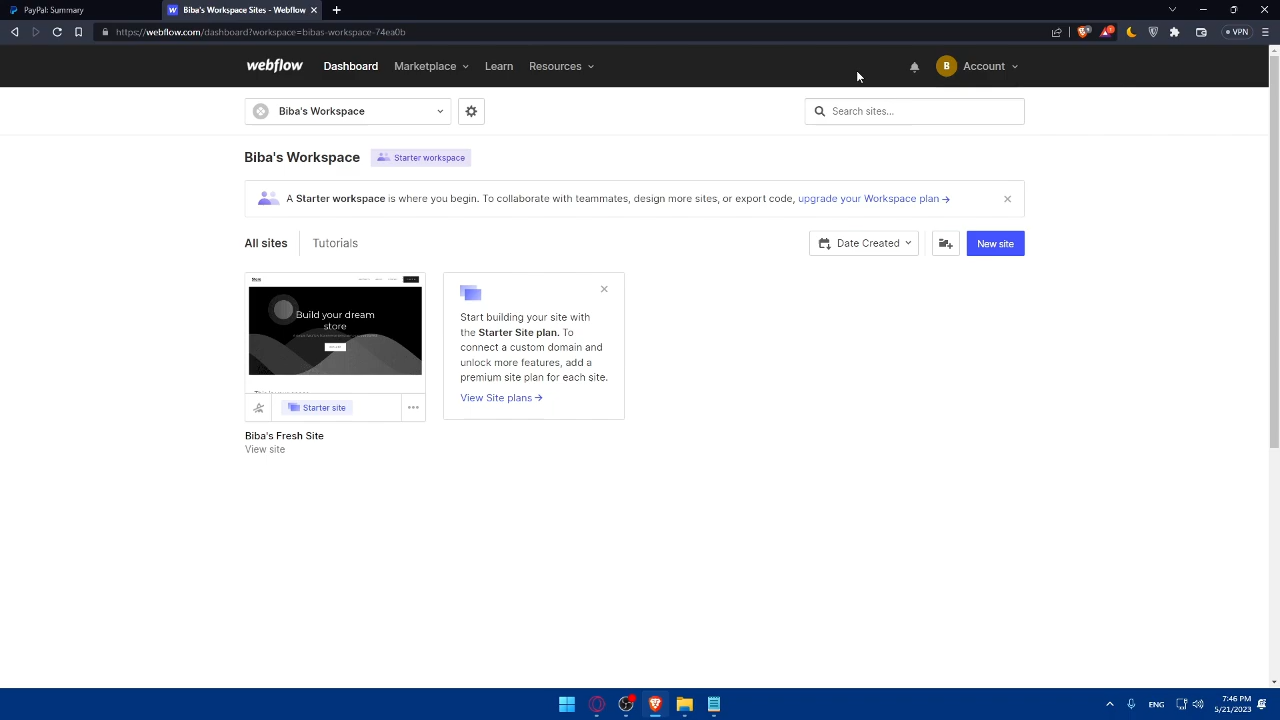 PayPal: Summary
Biba's Workspace Sites - Webflow
https://webflow.com/dashboard?workspace=bibas-workspace-74ea0b
VPN
webflow
Dashboard
Marketplace
Learn
Resources
B
Account
Biba's Workspace
Search sites...
Biba's Workspace
Starter workspace
A Starter workspace is where you begin. To collaborate with teammates, design more sites, or export code, upgrade your Workspace plan →
All sites
Tutorials
Date Created
New site
Build your dream
store
Start building your site with
the Starter Site plan. To
connect a custom domain and
unlock more features, add a
premium site plan for each site.
View Site plans →
Starter site
Biba's Fresh Site
View site
ENG
7:46 PM
5/21/2023